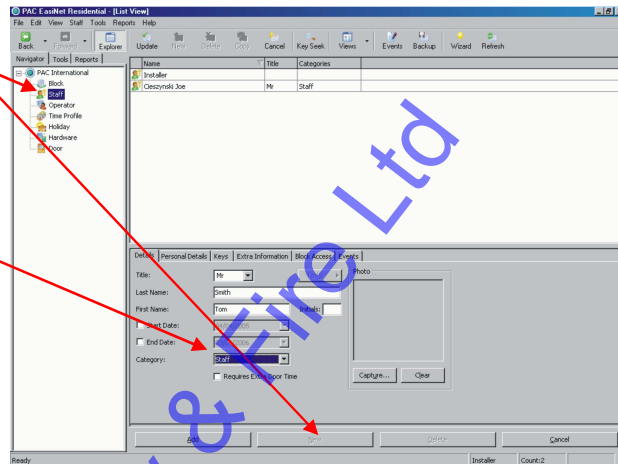 PAC EasiNet Residential - [List View]
File Edit View Staff Tools Reports Help
Back Forward Explorer Update New Delete Copy Cancel Key Seek Views Events Backup Wizard Refresh
Navigator Tools Reports
Name Title Categories
PAC International
Block
Staff
Operator
Time Profile
Holiday
Hardware
Door
Installer
Cieszynski Joe Mr Staff
Details Personal Details Keys Extra Information Block Access Events
Title: Mr
Photo
Last Name: Smith
First Name: Tom Initials:
Start Date:
End Date:
Category: Staff
Requires Extra Door Time
Capture... Clear
Add New Delete Cancel
Ready Installer Count:2
& Fire Ltd